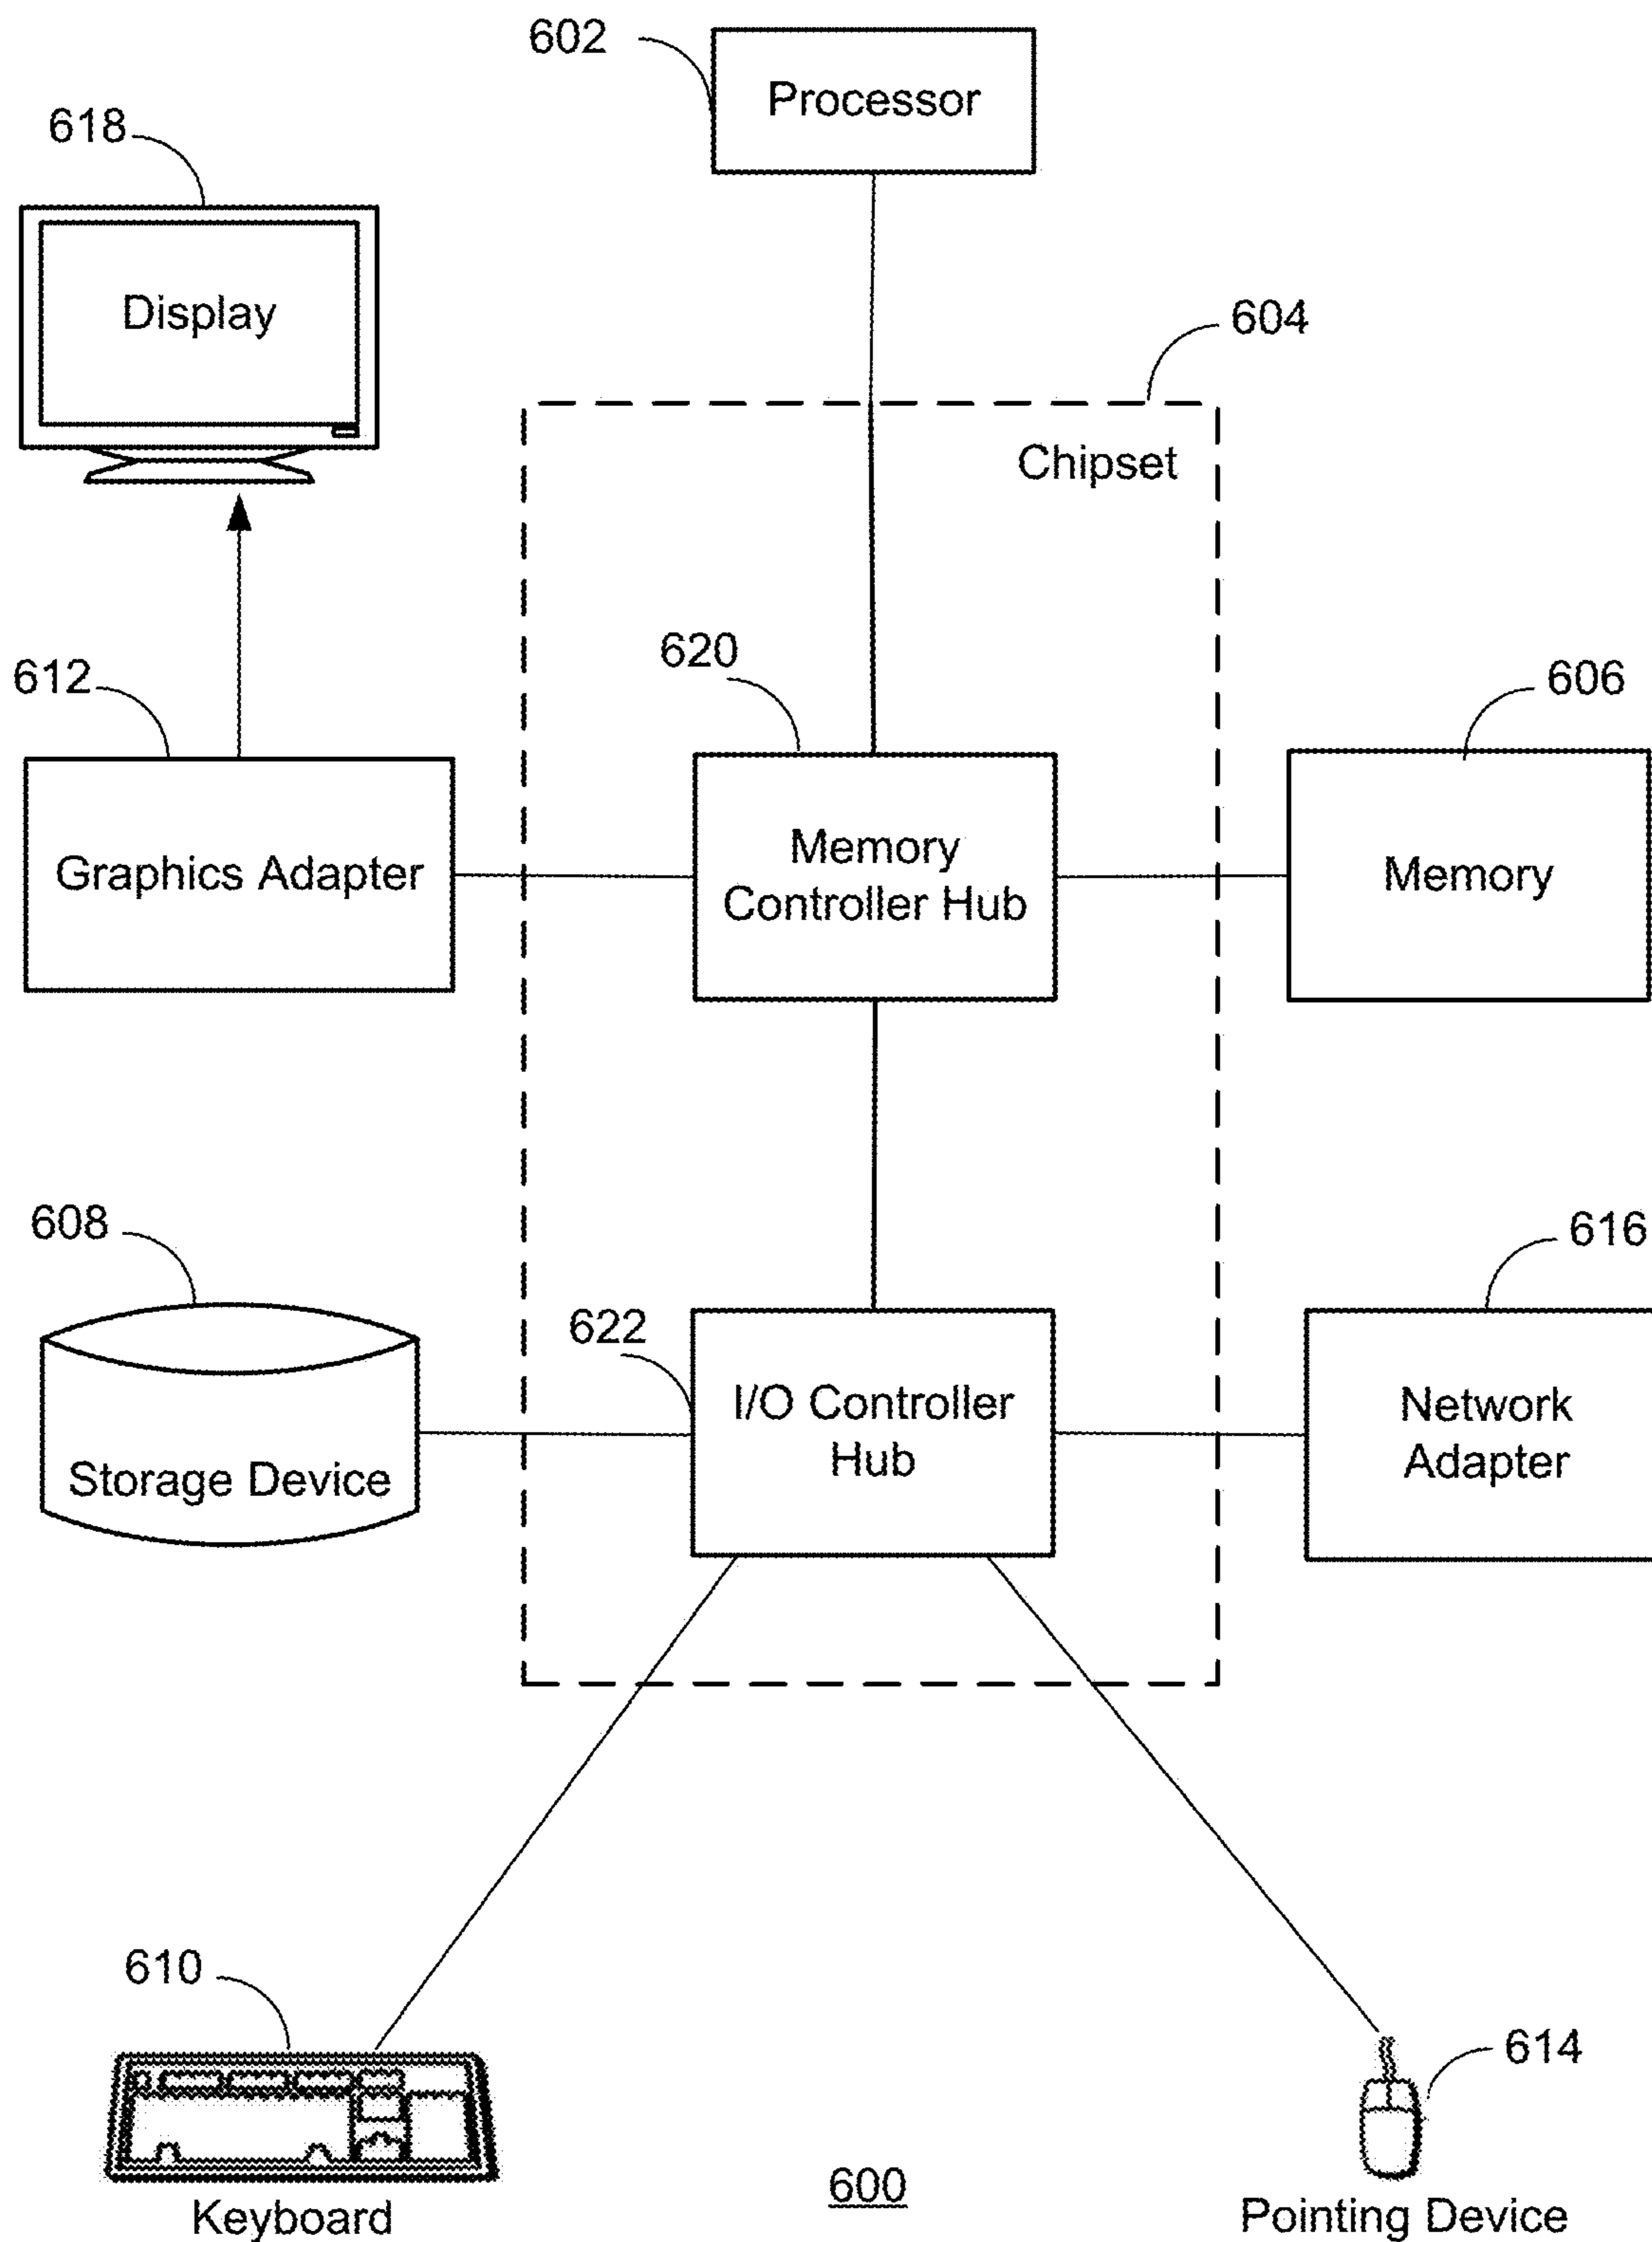 602
Processor
618
Display
604
Chipset
620
612
606
Graphics Adapter
Memory
Controller Hub
Memory
608
616
622
Storage Device
I/O Controller
Hub
Network
Adapter
610
614
Keyboard
600
Pointing Device